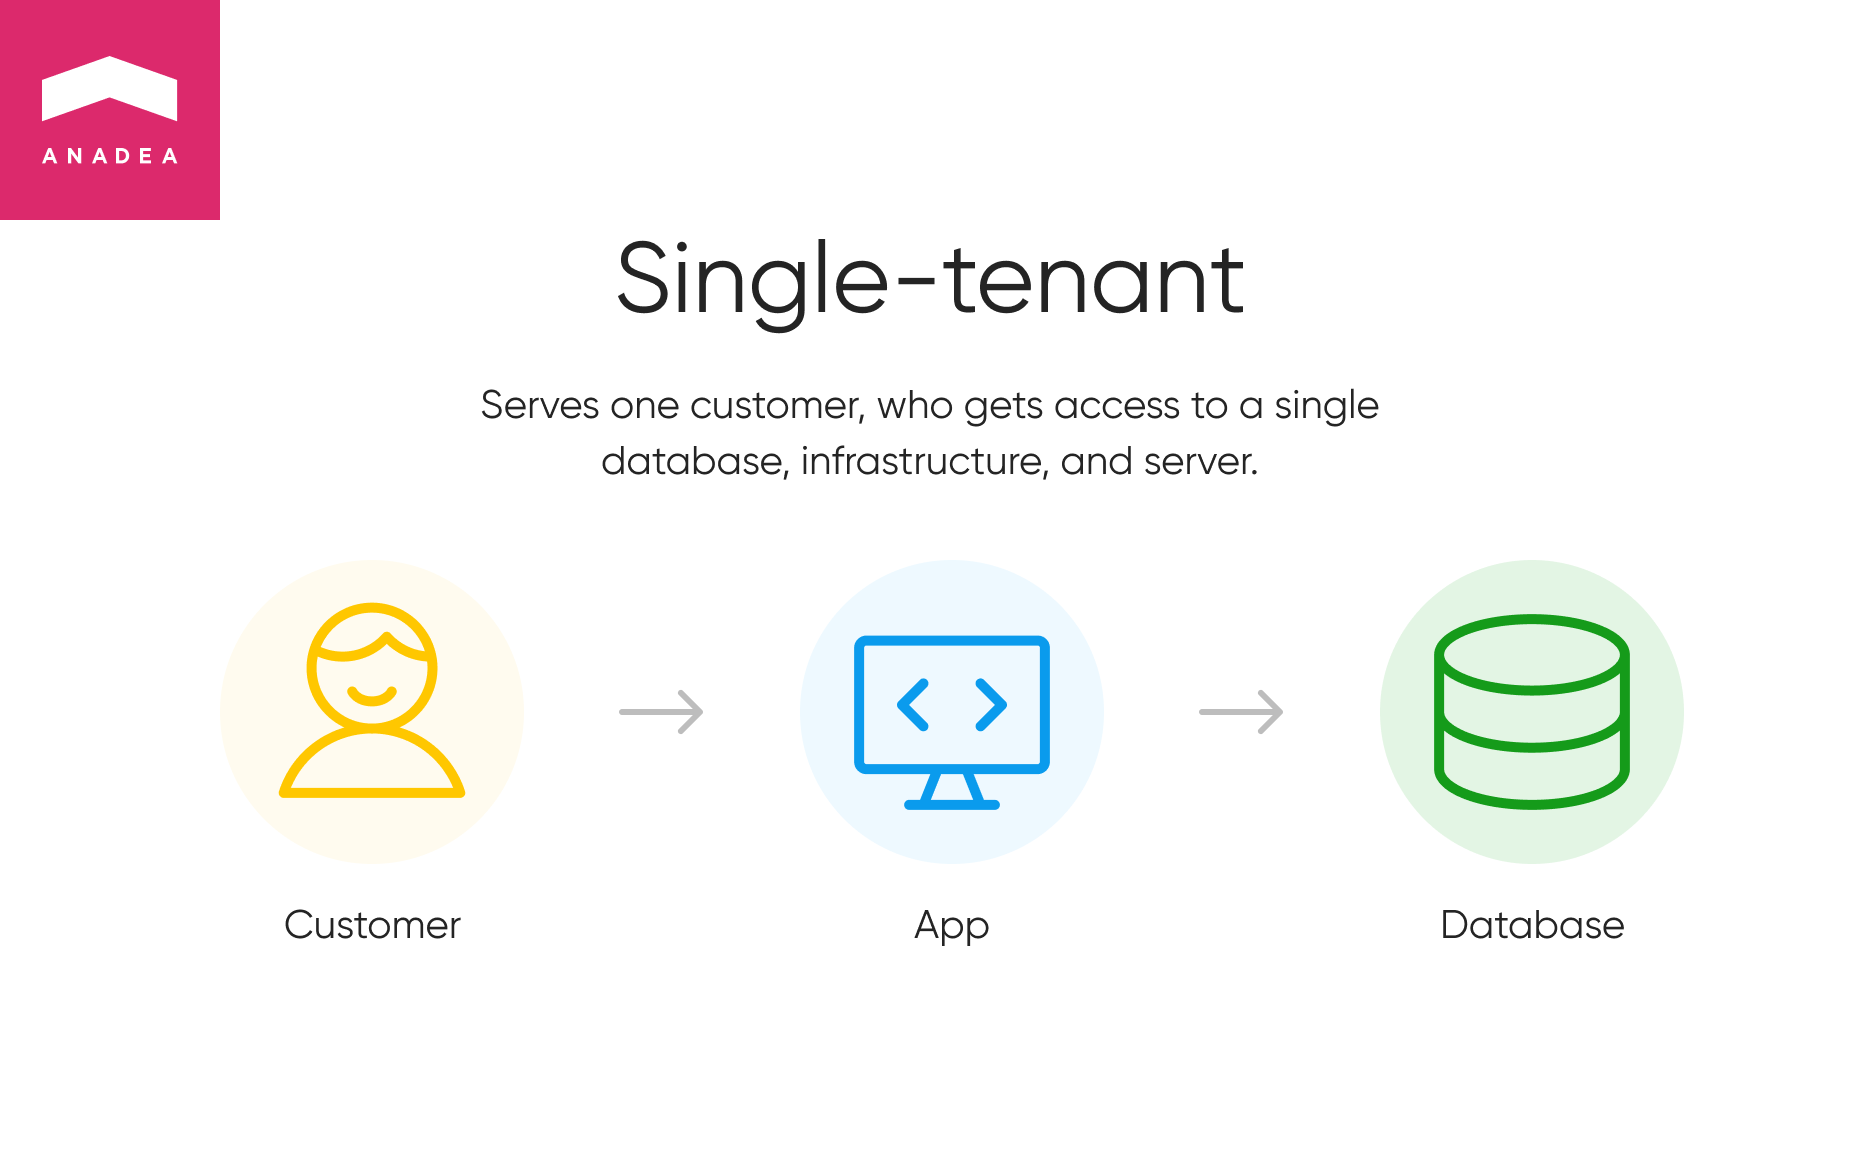 ANADEA
Single-tenant
Serves one customer, who gets access to a single
database, infrastructure, and server.
Customer
App
Database